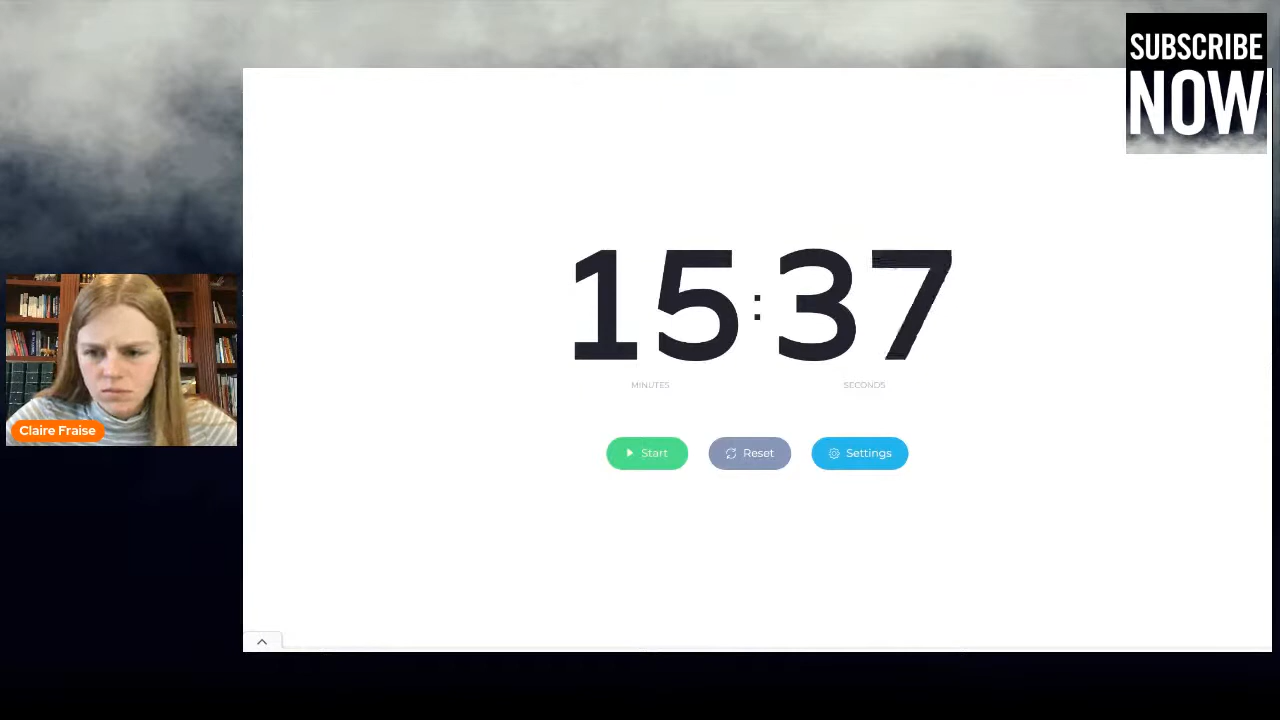 SUBSCRIBE
NOW
15:37
MINUTES
SECONDS
Start
Reset
Settings
Claire Fraise